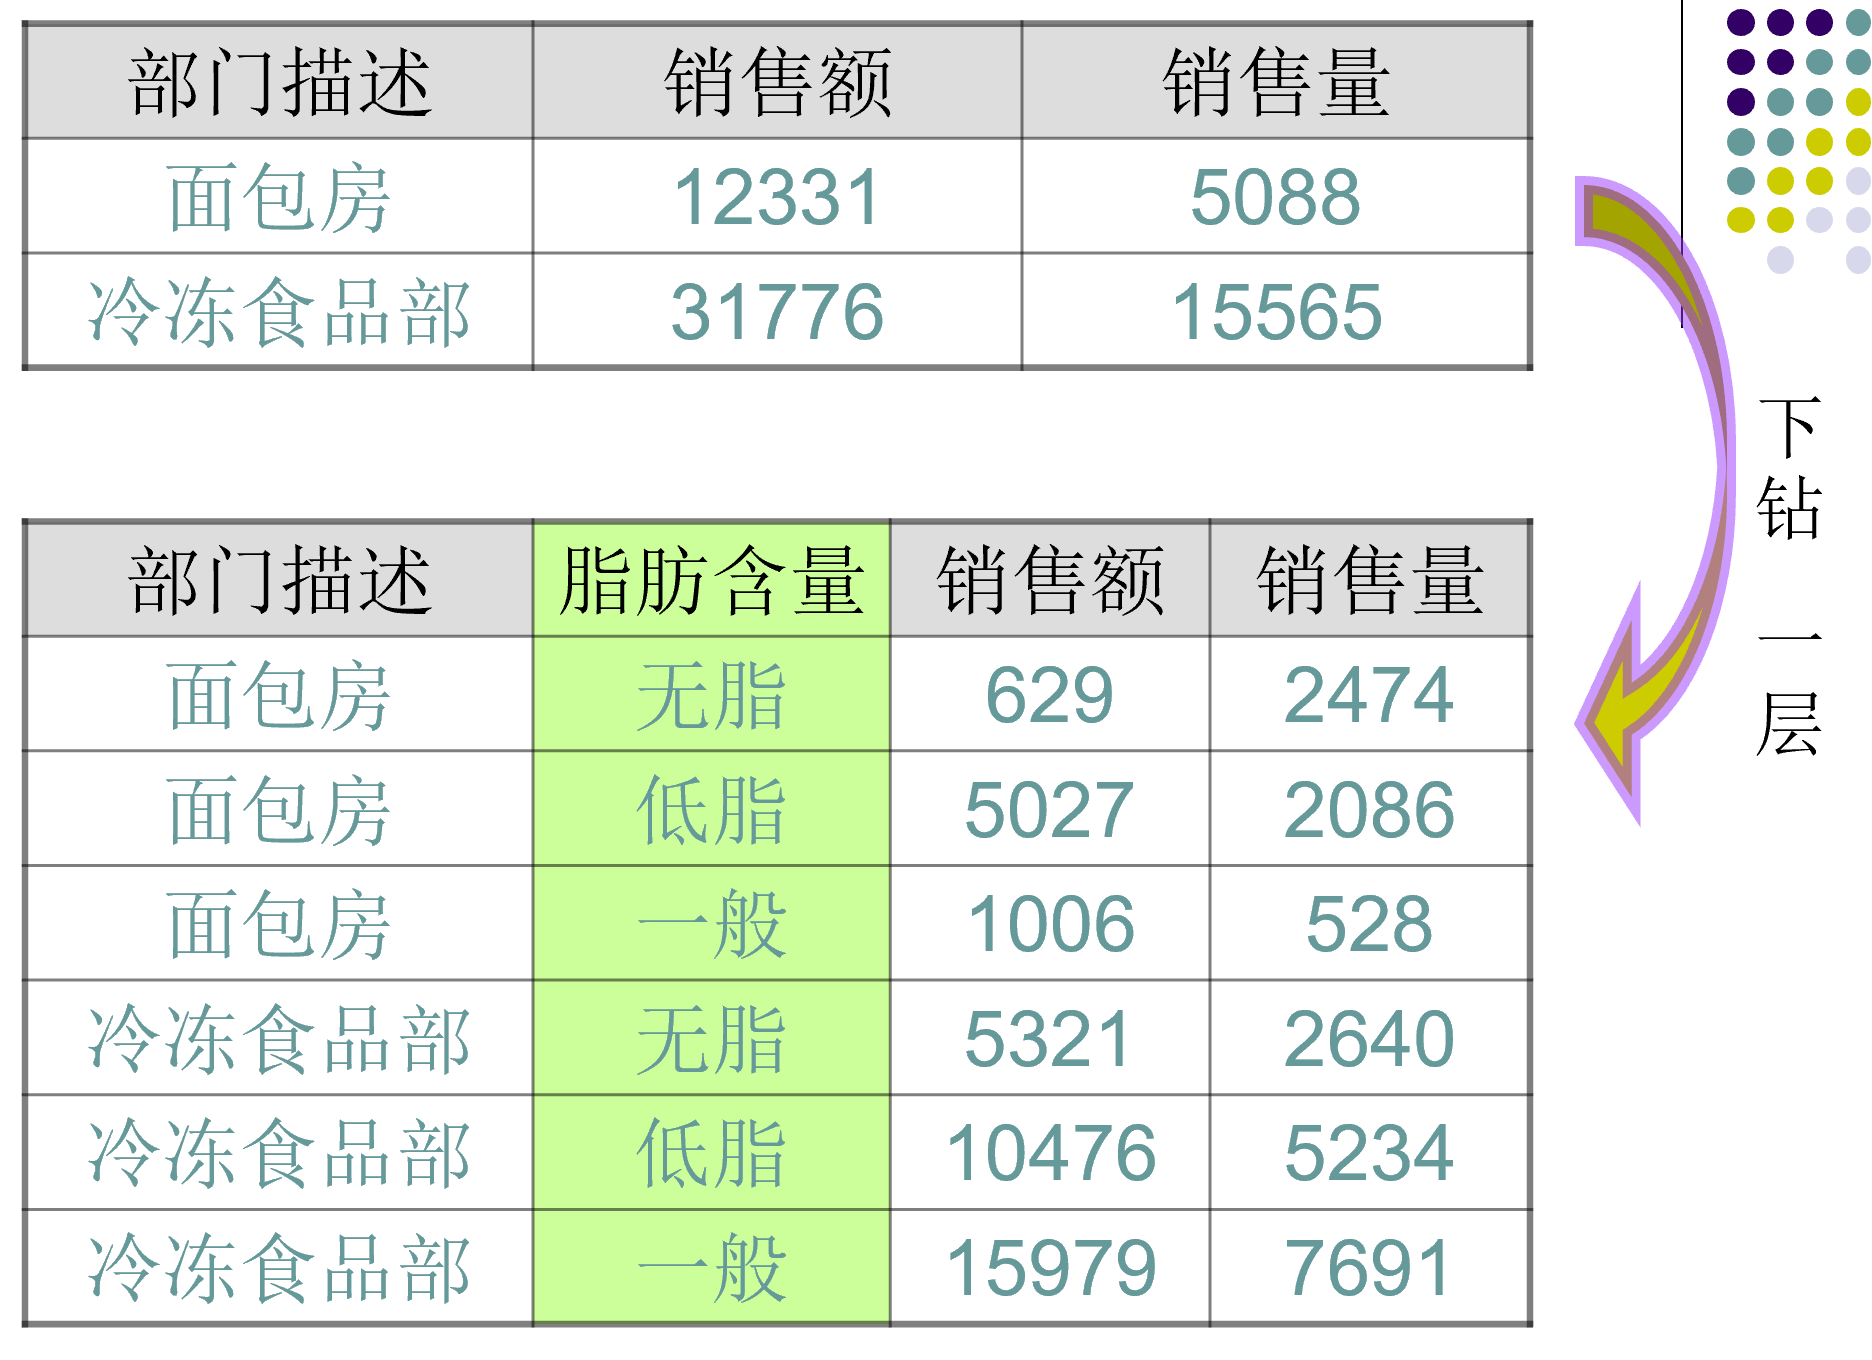 部门描述 销售额 销售量
面包房 12331 5088
冷冻食品部 31776 15565
下钻一层
部门描述 脂肪含量 销售额 销售量
面包房 无脂 629 2474
面包房 低脂 5027 2086
面包房 一般 1006 528
冷冻食品部 无脂 5321 2640
冷冻食品部 低脂 10476 5234
冷冻食品部 一般 15979 7691